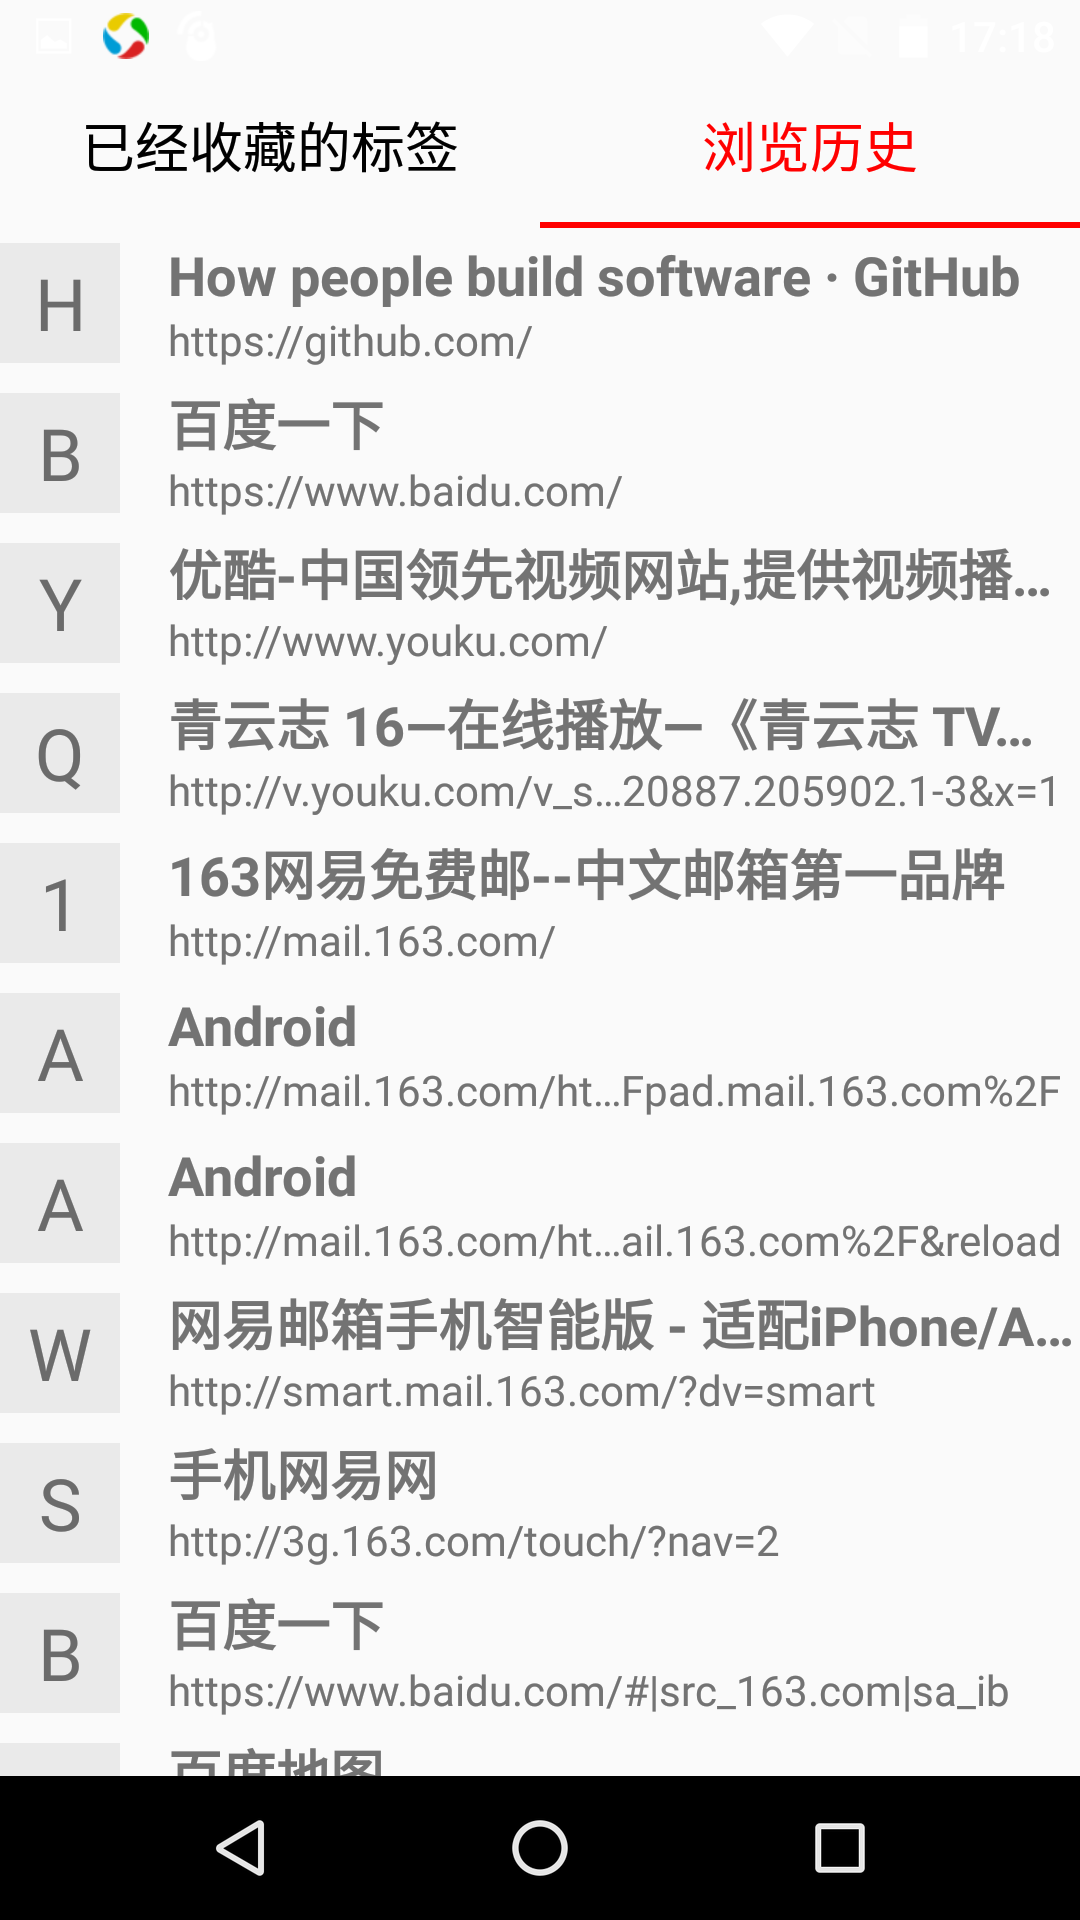 17:18
已经收藏的标签
浏览历史
H
How people build software · GitHub
https://github.com/
B
百度一下
https://www.baidu.com/
Y
优酷-中国领先视频网站,提供视频播...
http://www.youku.com/
Q
青云志 16—在线播放—《青云志 TV...
http://v.youku.com/v_s...20887.205902.1-3&x=1
1
163网易免费邮--中文邮箱第一品牌
http://mail.163.com/
A
Android
http://mail.163.com/ht...Fpad.mail.163.com%2F
A
Android
http://mail.163.com/ht...ail.163.com%2F&reload
W
网易邮箱手机智能版 - 适配iPhone/A...
http://smart.mail.163.com/?dv=smart
S
手机网易网
http://3g.163.com/touch/?nav=2
B
百度一下
https://www.baidu.com/#|src_163.com|sa_ib
百度地图